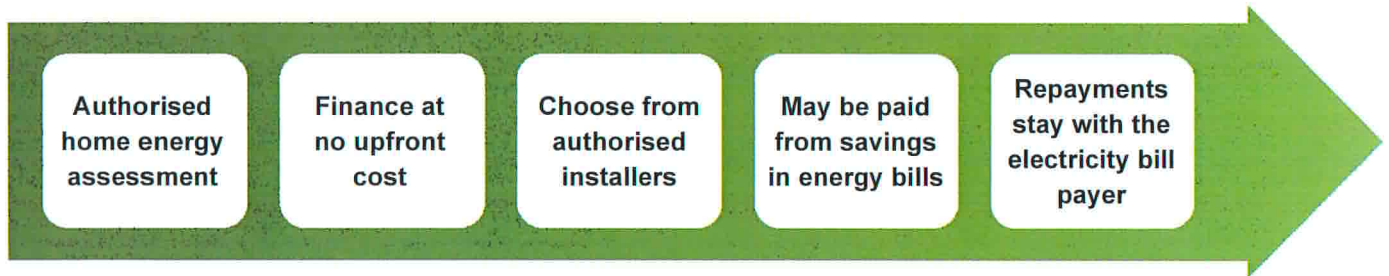 Authorised
home energy
assessment
Finance at
no upfront
cost
Choose from
authorised
installers
May be paid
from savings
in energy bills
Repayments
stay with the
electricity bill
payer